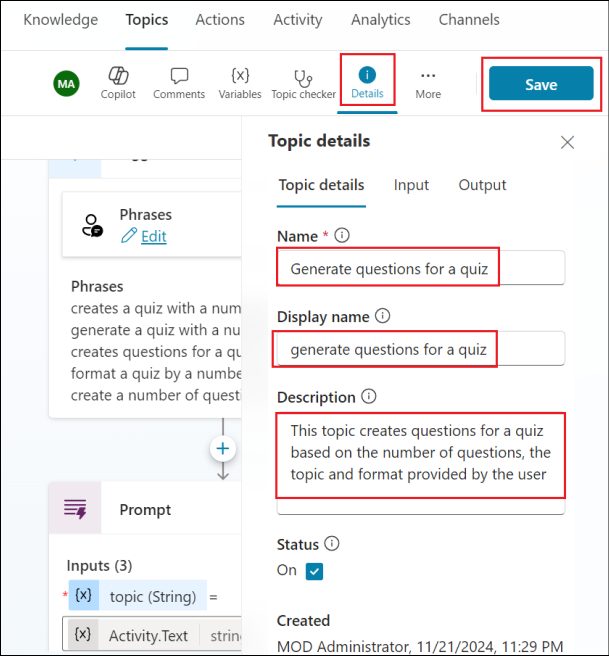 Knowledge Topics Actions Activity Analytics Channels
MA Copilot Comments Variables Topic checker Details More Save
Topic details
Topic details Input Output
Phrases
Edit
Phrases
creates a quiz with a num
generate a quiz with a nu
creates questions for a qu
format a quiz by a numbe
create a number of questi
Prompt
Inputs (3)
* {x} topic (String) =
{x} Activity.Text string
Name *
Generate questions for a quiz
Display name
generate questions for a quiz
Description
This topic creates questions for a quiz
based on the number of questions, the
topic and format provided by the user
Status
On
Created
MOD Administrator, 11/21/2024, 11:29 PM